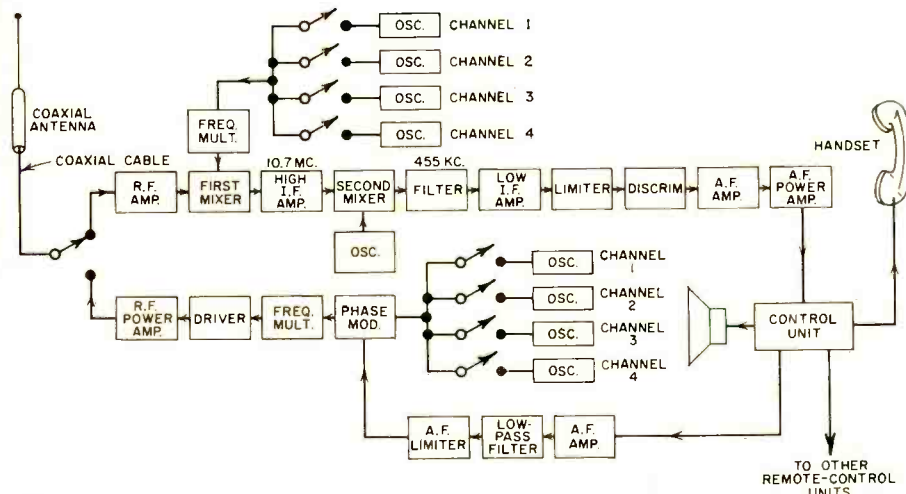 OSC. CHANNEL 1
OSC. CHANNEL 2
OSC. CHANNEL 3
OSC. CHANNEL 4
COAXIAL
ANTENNA
COAXIAL CABLE
FREQ.
MULT.
HANDSET
R.F.
AMP.
FIRST
MIXER
10.7 MC.
HIGH
I.F.
AMP.
SECOND
MIXER
455 KC.
FILTER
LOW
I.F.
AMP.
LIMITER
DISCRIM
A.F.
AMP.
A.F.
POWER
AMP.
OSC.
OSC.
CHANNEL
1
OSC.
CHANNEL
2
OSC.
CHANNEL
3
OSC.
CHANNEL
4
R.F.
POWER
AMP.
DRIVER
FREQ.
MULT.
PHASE
MOD.
CONTROL
UNIT
A.F.
LIMITER
LOW-
PASS
FILTER
A.F.
AMP.
TO OTHER
REMOTE-CONTROL
UNITS